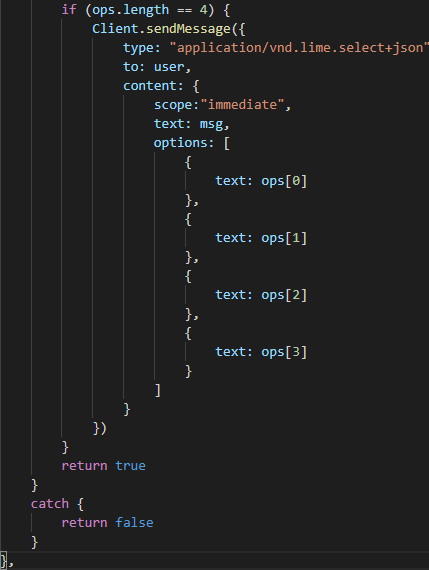 if (ops.length == 4) {
Client.sendMessage({
type: "application/vnd.lime.select+json"
to: user,
content: {
scope:"immediate",
text: msg,
options: [
{
text: ops[0]
},
{
text: ops[1]
},
{
text: ops[2]
},
{
text: ops[3]
}
]
}
})
}
return true
}
catch {
return false
}
},